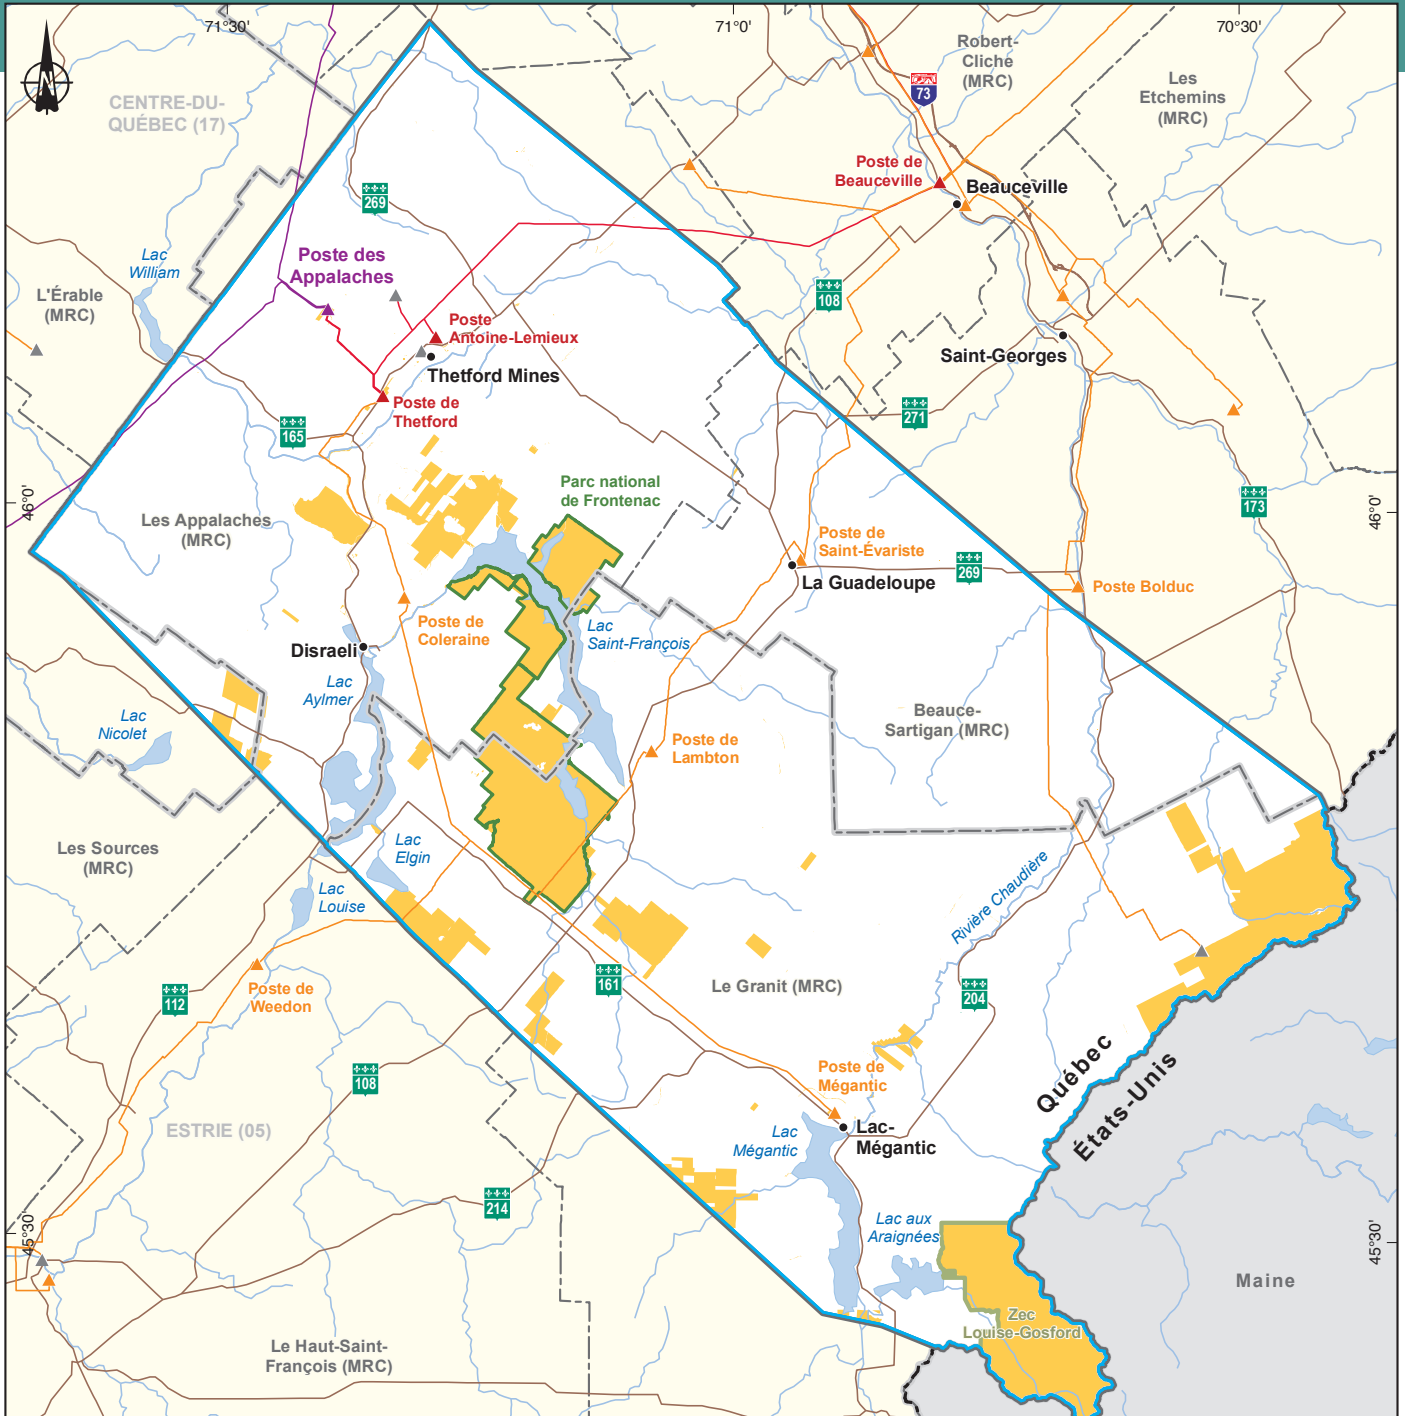 71°30'
71°0'
70°30'
CENTRE-DU-
QUÉBEC (17)
Robert-
Cliche
(MRC)
Les
Etchemins
(MRC)
73
Poste de
Beauceville
Beauceville
269
Lac
William
Poste des
Appalaches
L'Érable
(MRC)
108
Poste
Antoine-Lemieux
Saint-Georges
Thetford Mines
Poste de
Thetford
271
165
Parc national
de Frontenac
46°0'
173
46°0'
Les Appalaches
(MRC)
Poste de
Saint-Évariste
269
La Guadeloupe
Poste Bolduc
Poste de
Coleraine
Lac
Saint-François
Disraeli
Lac
Aylmer
Lac
Nicolet
Beauce-
Sartigan (MRC)
Poste de
Lambton
Les Sources
(MRC)
Lac
Elgin
Lac
Louise
Rivière Chaudière
161
Le Granit (MRC)
204
Poste de
Weedon
112
108
Québec
États-Unis
Poste de
Mégantic
ESTRIE (05)
Lac
Mégantic
Lac-
Mégantic
214
45°30'
Lac aux
Araignées
45°30'
Maine
Zec
Louise-Gosford
Le Haut-Saint-
François (MRC)